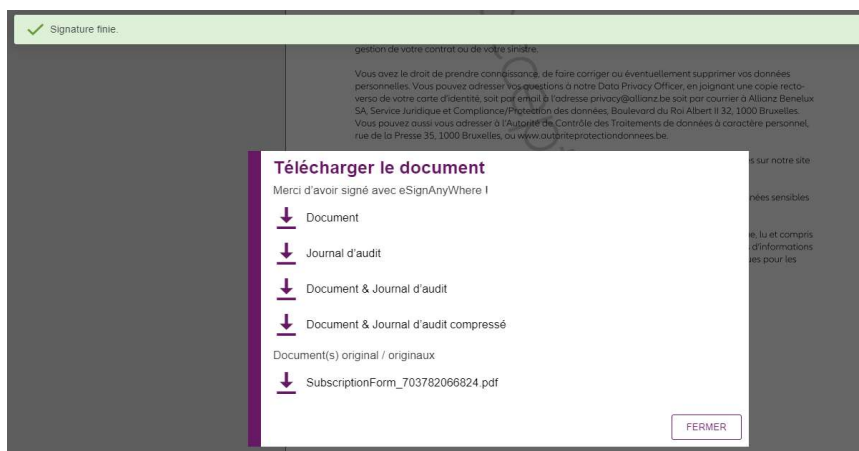 Signature finie.
gestion de votre contrat ou de votre sinistre.
Vous avez le droit de prendre connaissance, de faire corriger ou éventuellement supprimer vos données
personnelles. Vous pouvez adresser vos questions à notre Data Privacy Officer, en joignant une copie recto-
verso de votre carte d'identité, soit par email à l'adresse privacy@allianz.be soit par courrier à Allianz Benelux
SA, Service Juridique et Compliance/Protection des données, Boulevard du Roi Albert II 32, 1000 Bruxelles.
Vous pouvez aussi vous adresser à l'Autorité de Contrôle des Traitements de données à caractère personnel,
rue de la Presse 35, 1000 Bruxelles, ou www.autoriteprotectiondonnees.be.
sur notre site
nées sensibles
lu et compris
d'informations
ues pour les
Télécharger le document
Merci d'avoir signé avec eSignAnyWhere !
Document
Journal d'audit
Document & Journal d'audit
Document & Journal d'audit compressé
Document(s) original / originaux
SubscriptionForm_703782066824.pdf
FERMER